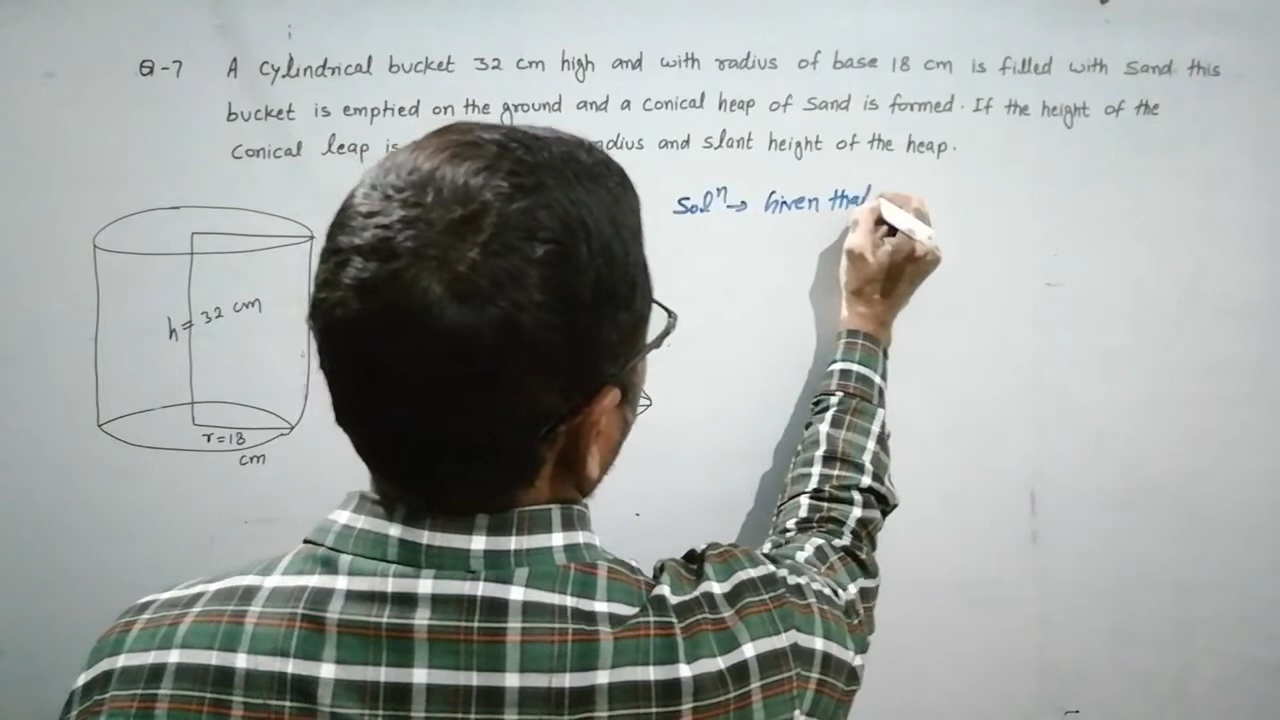 Q-7 A Cylindrical bucket 32 cm high and with radius of base 18 cm is filled with Sand this
bucket is emptied on the ground and a Conical heap of Sand is formed. If the height of the
Conical leap is and slant height of the heap.
Solⁿ→ Given that
h= 32 cm
r=18
cm